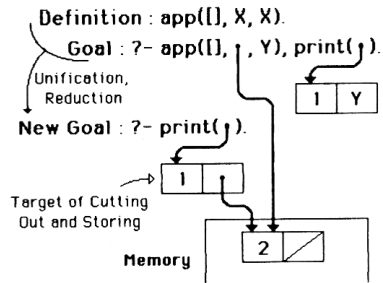 Definition : app([], X, X).
Goal : ?- app([], , Y), print( ).
Unification,
Reduction
1 Y
New Goal : ?- print( ).
1
Target of Cutting
Out and Storing
2
Memory